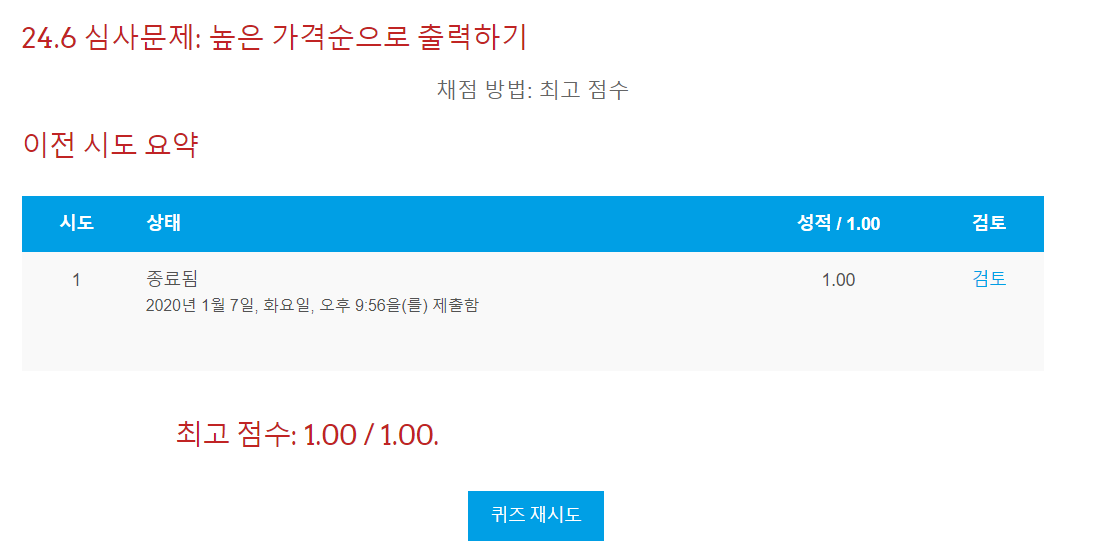 24.6 심사문제: 높은 가격순으로 출력하기
채점 방법: 최고 점수
이전 시도 요약
시도 상태 성적 / 1.00 검토
1 종료됨 1.00 검토
2020년 1월 7일, 화요일, 오후 9:56을(를) 제출함
최고 점수: 1.00 / 1.00.
퀴즈 재시도